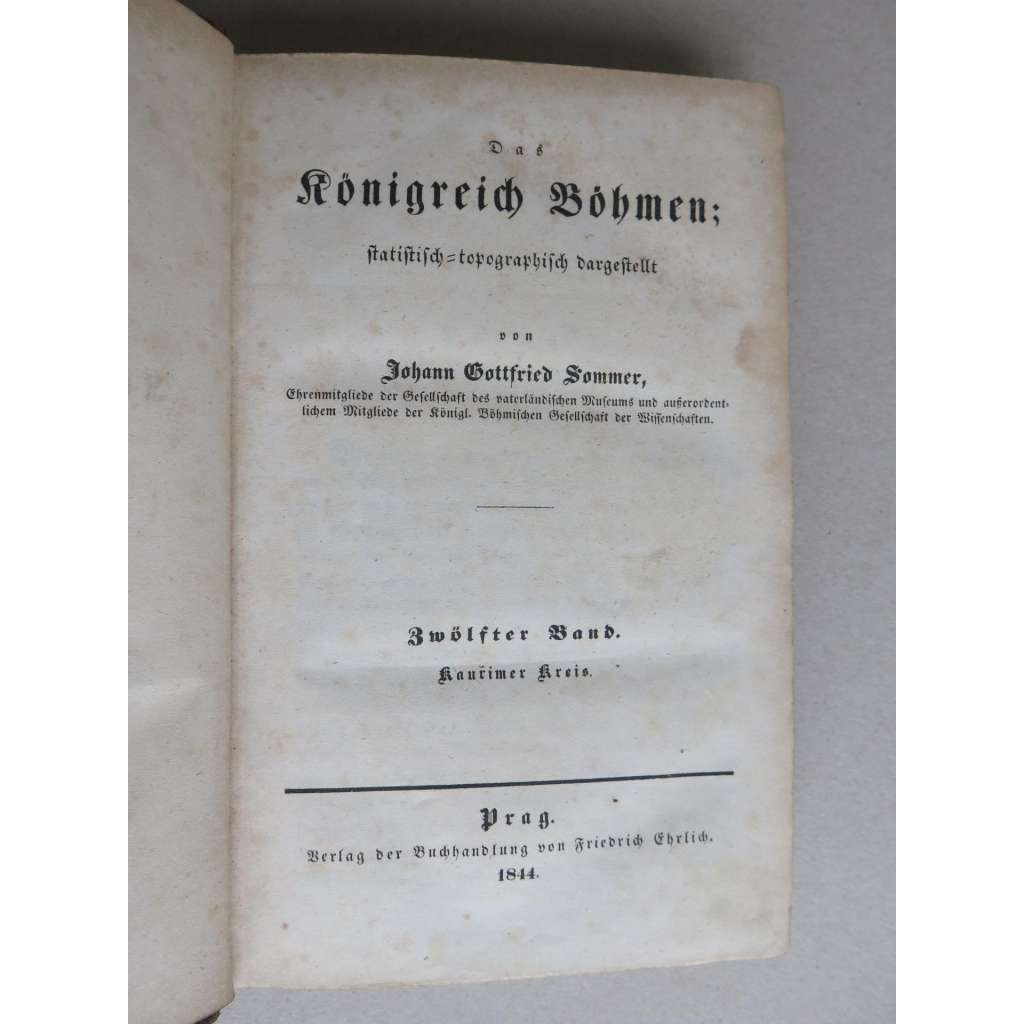 Das
Königreich Böhmen;
statistisch=topographisch dargestellt
von
Johann Gottfried Sommer,
Ehrenmitgliede der Gesellschaft des vaterländischen Museums und außerordent=
lichem Mitgliede der Königl. Böhmischen Gesellschaft der Wissenschaften.
Zwölfter Band.
Kauřimer Kreis.
Prag.
Verlag der Buchhandlung von Friedrich Ehrlich.
1844.